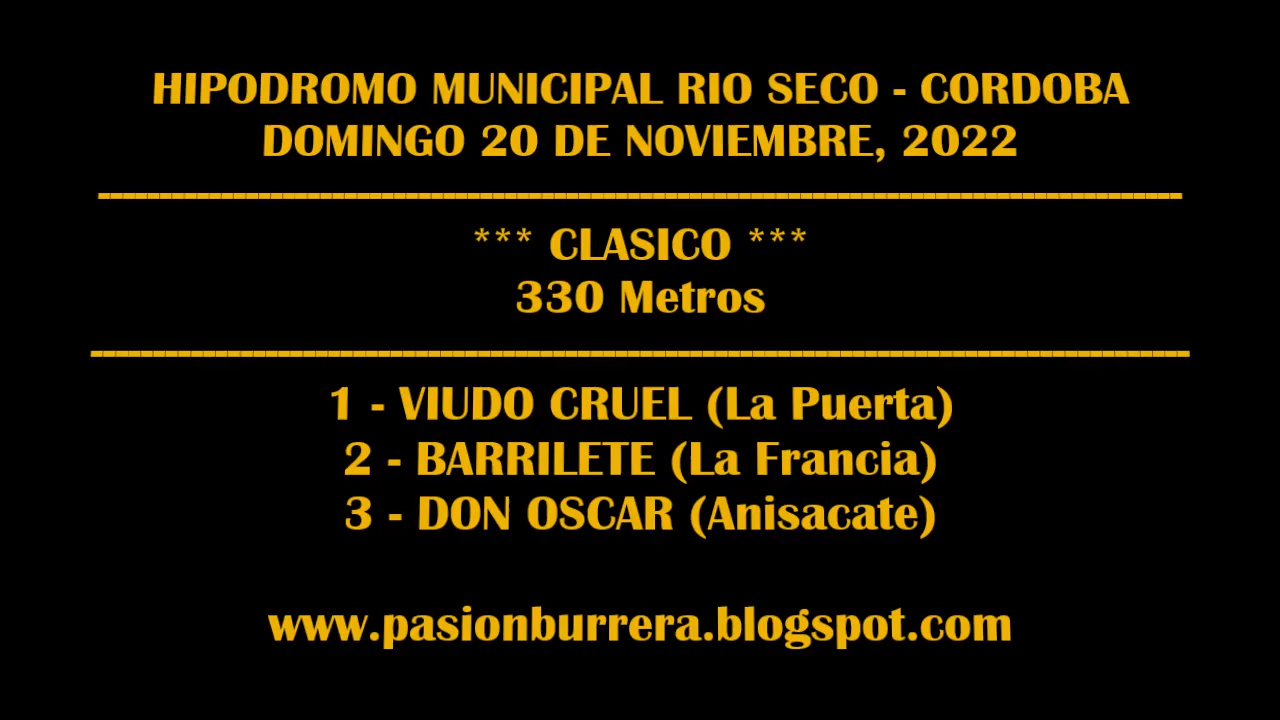 HIPODROMO MUNICIPAL RIO SECO - CORDOBA
DOMINGO 20 DE NOVIEMBRE, 2022
*** CLASICO ***
330 Metros
1 - VIUDO CRUEL (La Puerta)
2 - BARRILETE (La Francia)
3 - DON OSCAR (Anisacate)
www.pasionburrera.blogspot.com